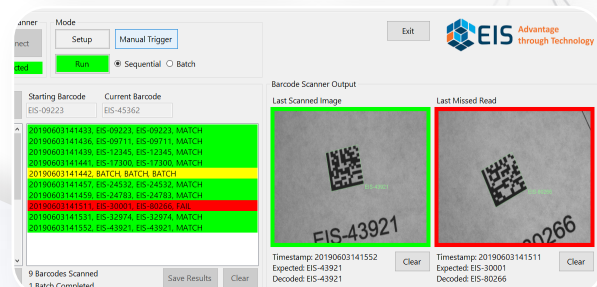 Mode
Setup
Manual Trigger
Run
Sequential
Batch
Exit
EIS Advantage
through Technology
Starting Barcode
Current Barcode
EIS-09223
EIS-45362
20190603141433, EIS-09223, EIS-09223, MATCH
20190603141436, EIS-09711, EIS-09711, MATCH
20190603141439, EIS-12345, EIS-12345, MATCH
20190603141441, EIS-17300, EIS-17300, MATCH
20190603141442, BATCH, BATCH, BATCH
20190603141457, EIS-24532, EIS-24532, MATCH
20190603141459, EIS-24783, EIS-24783, MATCH
20190603141511, EIS-30001, EIS-80266, FAIL
20190603141531, EIS-32974, EIS-32974, MATCH
20190603141552, EIS-43921, EIS-43921, MATCH
9 Barcodes Scanned
1 Batch Completed
Save Results
Clear
Barcode Scanner Output
Last Scanned Image
EIS-43921
EIS-43921
Timestamp: 20190603141552
Expected: EIS-43921
Decoded: EIS-43921
Clear
Last Missed Read
0266
Timestamp: 20190603141511
Expected: EIS-30001
Decoded: EIS-80266
Clear